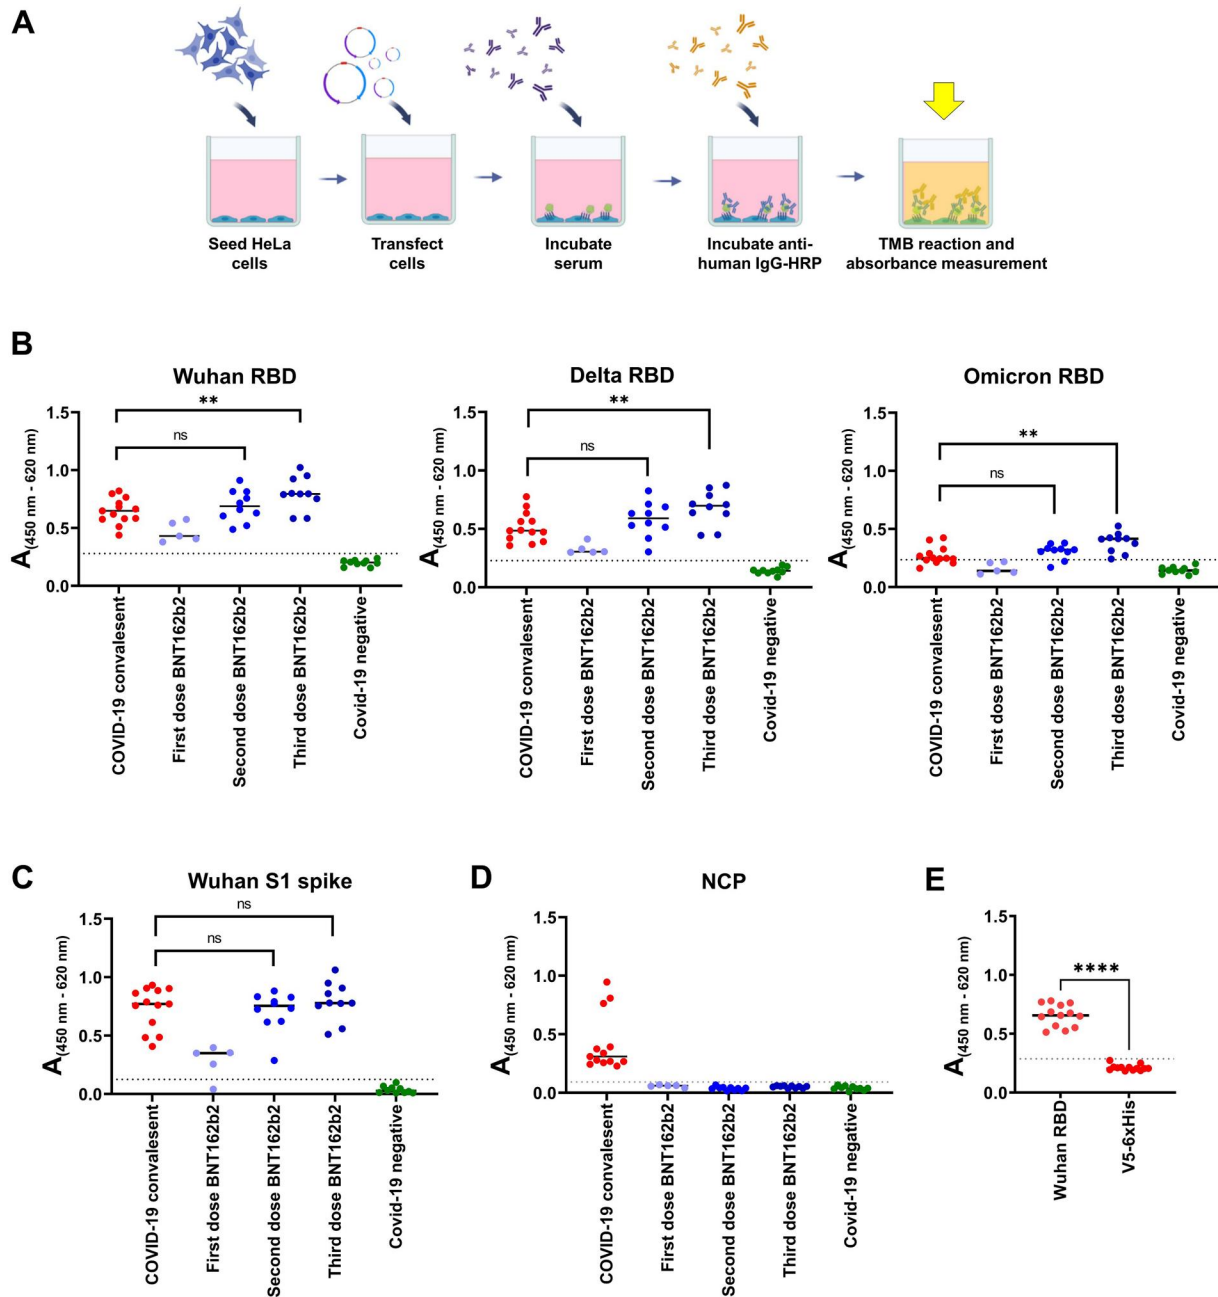 A
Seed HeLa
cells
Transfect
cells
Incubate
serum
Incubate anti-
human IgG-HRP
TMB reaction and
absorbance measurement
B
Wuhan RBD
**
ns
1.5
1.0
0.5
0.0
A(450 nm - 620 nm)
COVID-19 convalesent
First dose BNT162b2
Second dose BNT162b2
Third dose BNT162b2
Covid-19 negative
Delta RBD
**
ns
1.5
1.0
0.5
0.0
A(450 nm - 620 nm)
COVID-19 convalesent
First dose BNT162b2
Second dose BNT162b2
Third dose BNT162b2
Covid-19 negative
Omicron RBD
**
ns
1.5
1.0
0.5
0.0
A(450 nm - 620 nm)
COVID-19 convalesent
First dose BNT162b2
Second dose BNT162b2
Third dose BNT162b2
Covid-19 negative
C
Wuhan S1 spike
ns
ns
1.5
1.0
0.5
0.0
A(450 nm - 620 nm)
COVID-19 convalesent
First dose BNT162b2
Second dose BNT162b2
Third dose BNT162b2
Covid-19 negative
D
NCP
1.5
1.0
0.5
0.0
A(450 nm - 620 nm)
COVID-19 convalesent
First dose BNT162b2
Second dose BNT162b2
Third dose BNT162b2
Covid-19 negative
E
****
1.5
1.0
0.5
0.0
A(450 nm - 620 nm)
Wuhan RBD
V5-6xHis